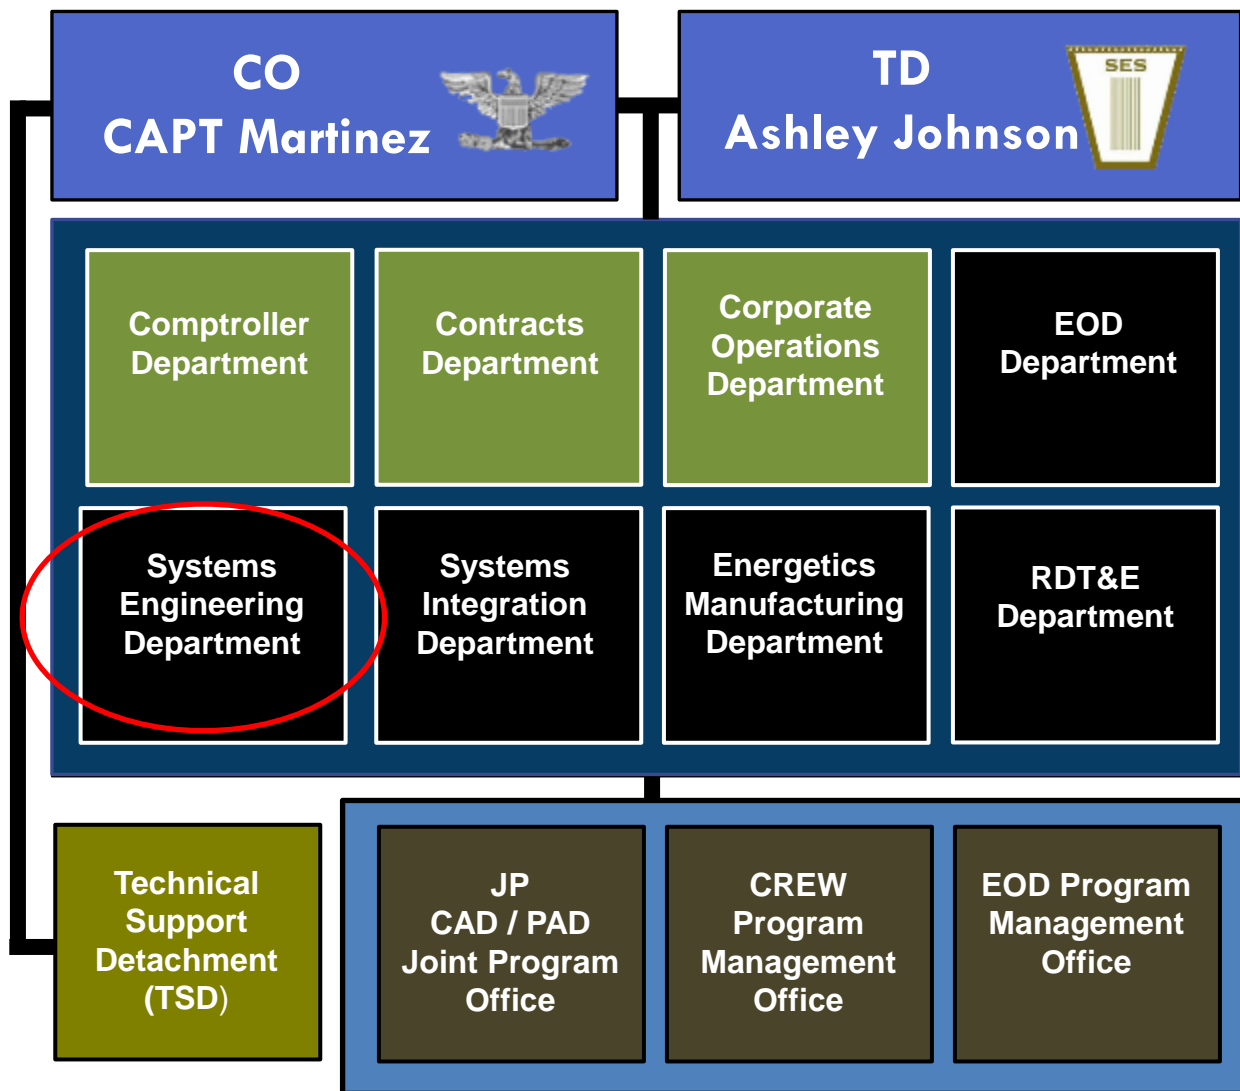 CO
CAPT Martinez
TD
Ashley Johnson
SES
Comptroller
Department
Contracts
Department
Corporate
Operations
Department
EOD
Department
Systems
Engineering
Department
Systems
Integration
Department
Energetics
Manufacturing
Department
RDT&E
Department
Technical
Support
Detachment
(TSD)
JP
CAD / PAD
Joint Program
Office
CREW
Program
Management
Office
EOD Program
Management
Office